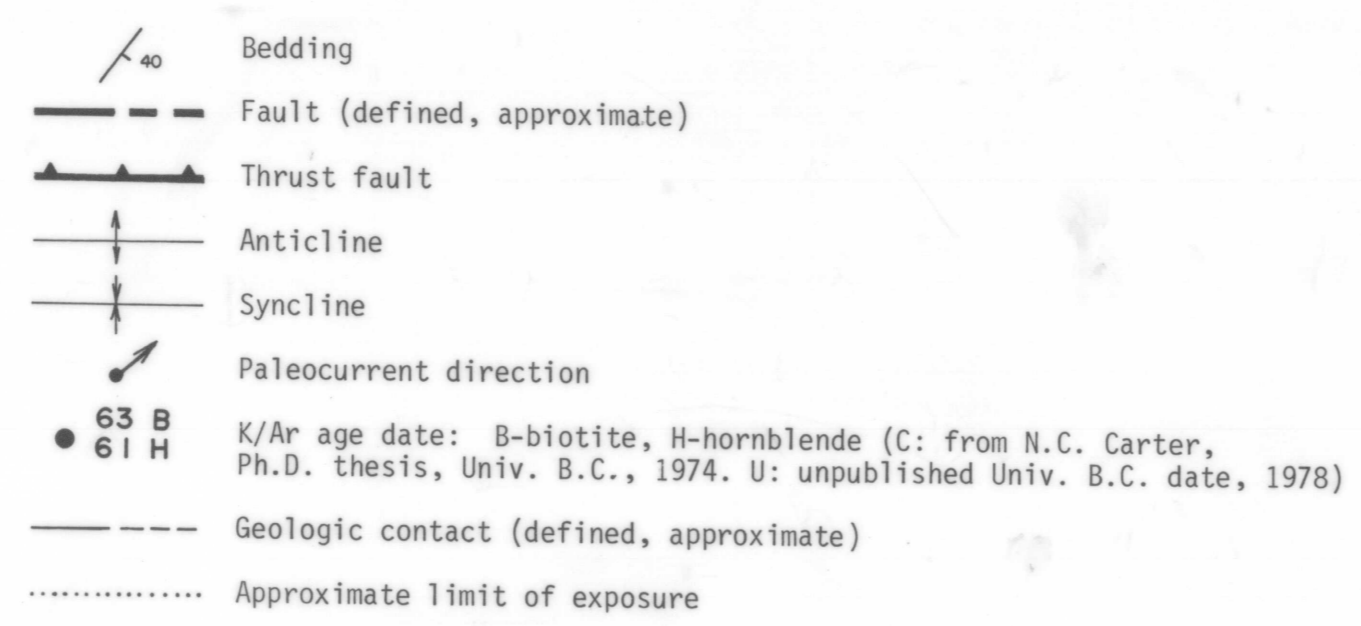 40 Bedding
Fault (defined, approximate)
Thrust fault
Anticline
Syncline
Paleocurrent direction
63 B
61 H
K/Ar age date: B-biotite, H-hornblende (C: from N.C. Carter,
Ph.D. thesis, Univ. B.C., 1974. U: unpublished Univ. B.C. date, 1978)
Geologic contact (defined, approximate)
Approximate limit of exposure